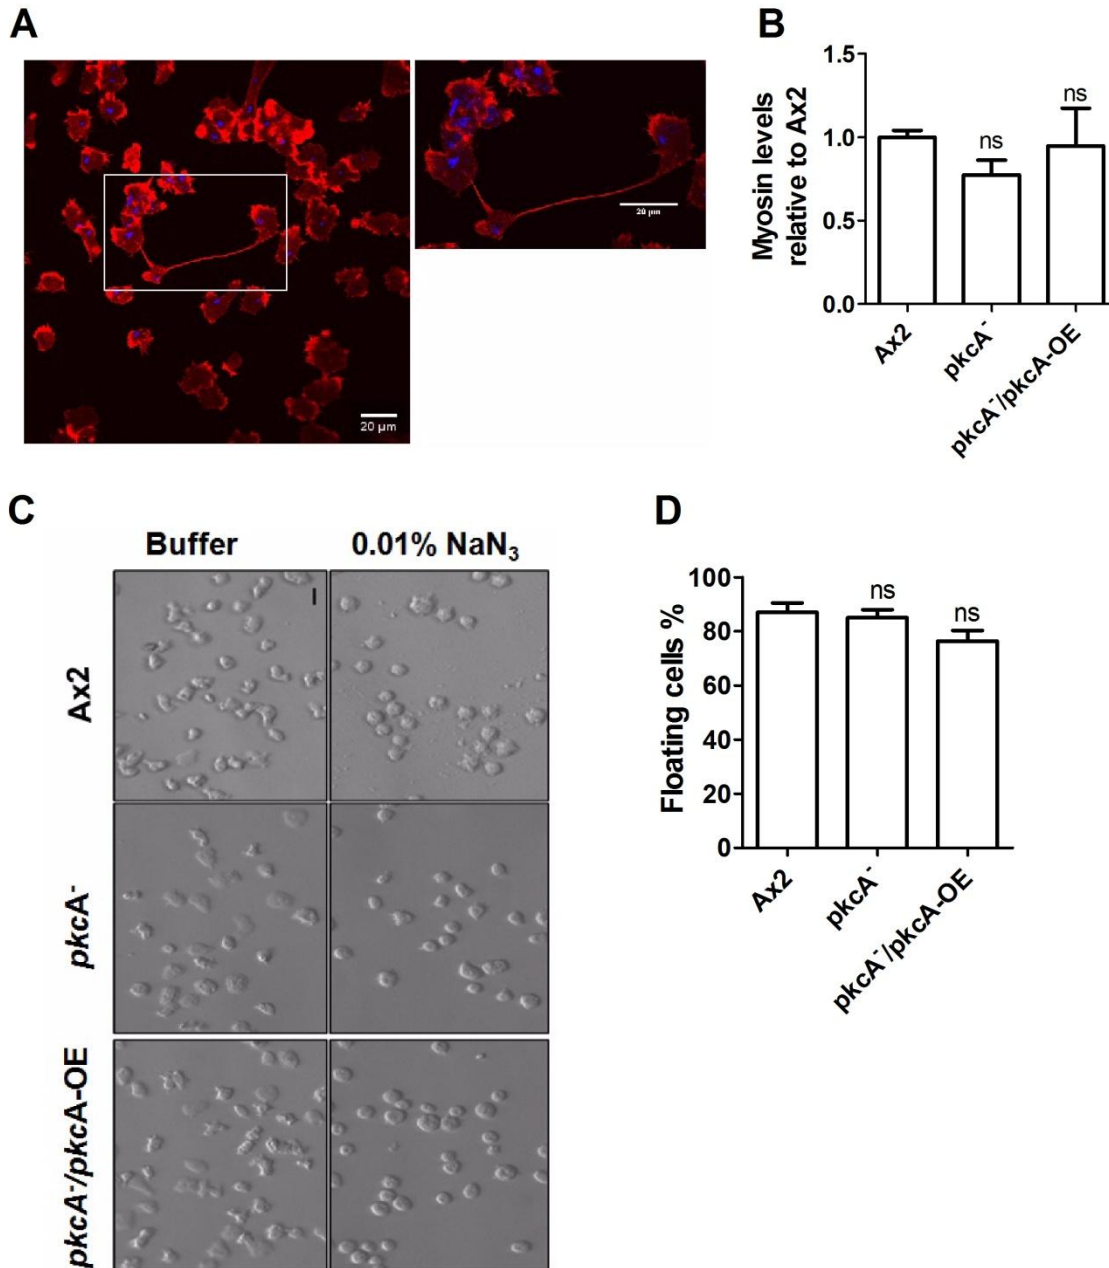 A
20 µm
20 µm
B
Myosin levels
relative to Ax2
1.5
1.0
0.5
0.0
ns
ns
Ax2
pkcA⁻
pkcA⁻/pkcA-OE
C
Buffer
0.01% NaN₃
Ax2
pkcA⁻
pkcA⁻/pkcA-OE
D
Floating cells %
100
80
60
40
20
0
ns
ns
Ax2
pkcA⁻
pkcA⁻/pkcA-OE